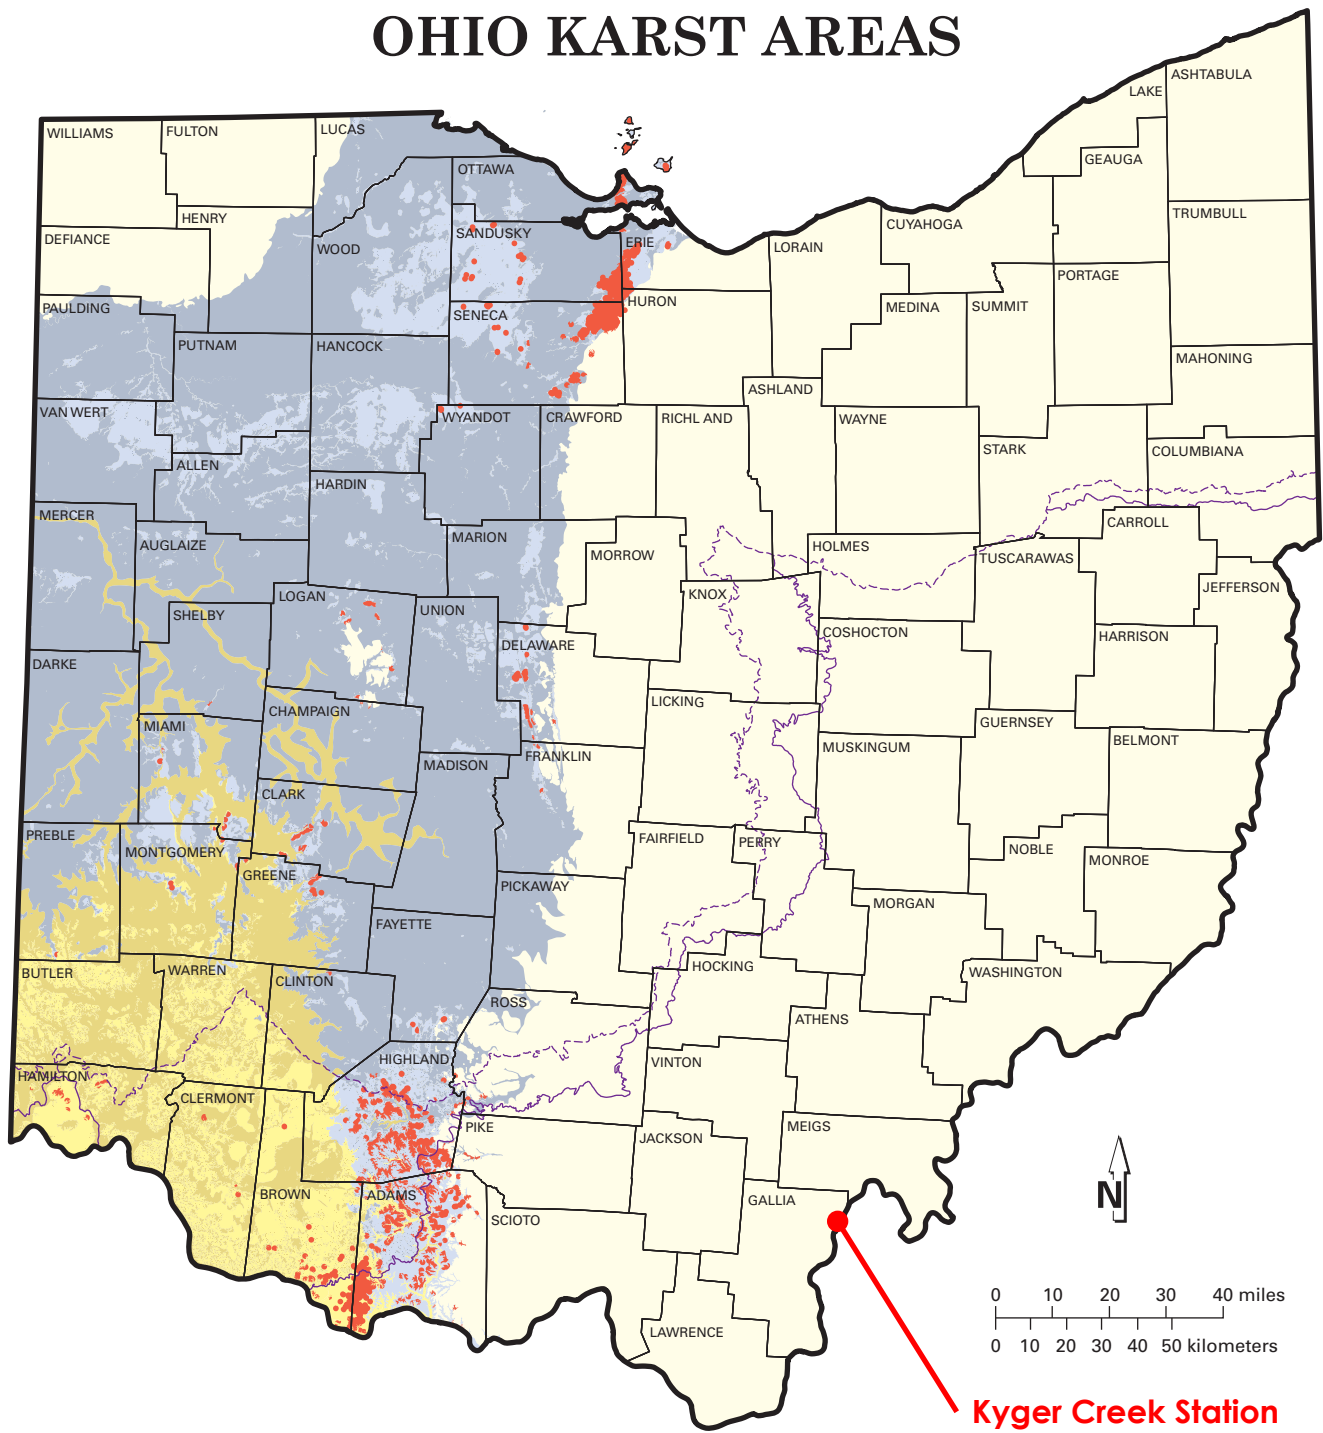 OHIO KARST AREAS
ASHTABULA
LAKE
WILLIAMS
FULTON
LUCAS
GEAUGA
OTTAWA
HENRY
TRUMBULL
CUYAHOGA
SANDUSKY
DEFIANCE
ERIE
WOOD
LORAIN
PORTAGE
PAULDING
HURON
MEDINA
SUMMIT
SENECA
PUTNAM
HANCOCK
MAHONING
ASHLAND
VAN WERT
WYANDOT
CRAWFORD
RICHLAND
WAYNE
STARK
COLUMBIANA
ALLEN
HARDIN
MERCER
CARROLL
MARION
AUGLAIZE
HOLMES
MORROW
TUSCARAWAS
JEFFERSON
LOGAN
KNOX
UNION
SHELBY
COSHOCTON
HARRISON
DELAWARE
DARKE
LICKING
CHAMPAIGN
GUERNSEY
MIAMI
BELMONT
MUSKINGUM
FRANKLIN
MADISON
CLARK
PREBLE
FAIRFIELD
PERRY
NOBLE
MONTGOMERY
MONROE
GREENE
PICKAWAY
MORGAN
FAYETTE
HOCKING
BUTLER
WARREN
WASHINGTON
CLINTON
ROSS
ATHENS
HIGHLAND
VINTON
HAMILTON
CLERMONT
PIKE
MEIGS
JACKSON
N
BROWN
ADAMS
GALLIA
SCIOTO
0 10 20 30 40 miles
LAWRENCE
0 10 20 30 40 50 kilometers
Kyger Creek Station